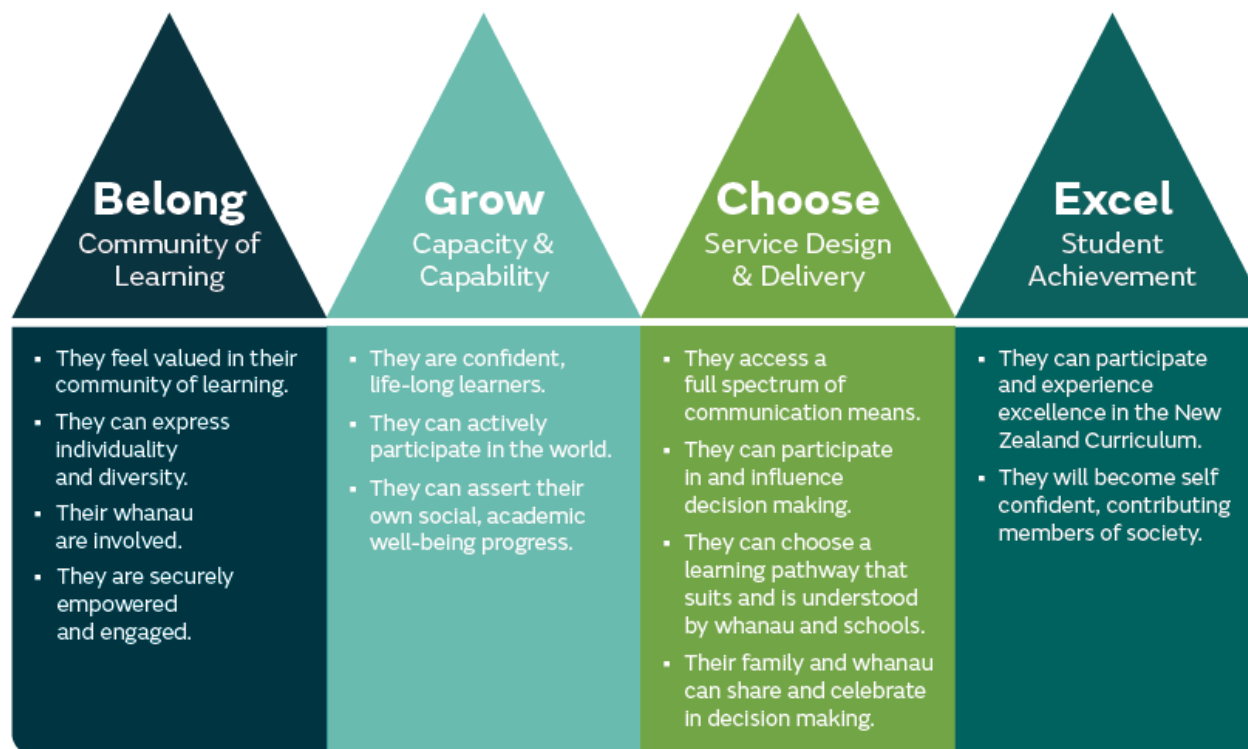 Belong
Community of
Learning
▪ They feel valued in their
community of learning.
▪ They can express
individuality
and diversity.
▪ Their whanau
are involved.
▪ They are securely
empowered
and engaged.
Grow
Capacity &
Capability
▪ They are confident,
life-long learners.
▪ They can actively
participate in the world.
▪ They can assert their
own social, academic
well-being progress.
Choose
Service Design
& Delivery
▪ They access a
full spectrum of
communication means.
▪ They can participate
in and influence
decision making.
▪ They can choose a
learning pathway that
suits and is understood
by whanau and schools.
▪ Their family and whanau
can share and celebrate
in decision making.
Excel
Student
Achievement
▪ They can participate
and experience
excellence in the New
Zealand Curriculum.
▪ They will become self
confident, contributing
members of society.